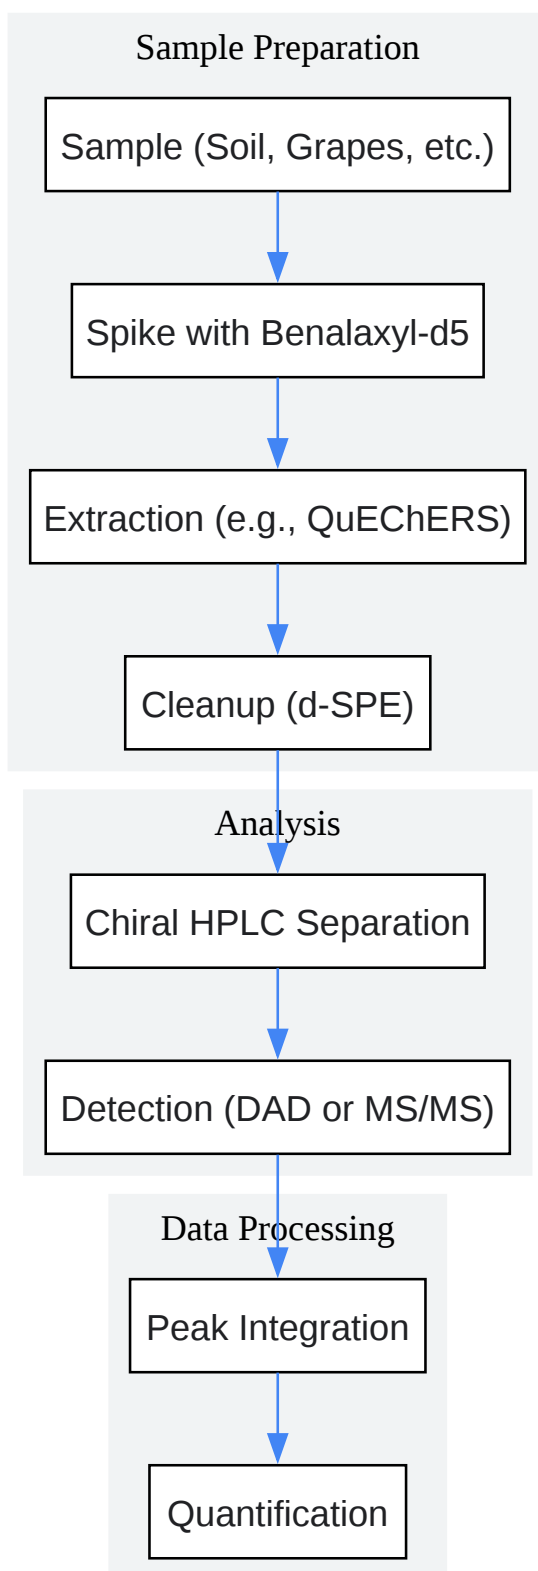 Sample Preparation
Sample (Soil, Grapes, etc.)
Spike with Benalaxyl-d5
Extraction (e.g., QuEChERS)
Cleanup (d-SPE)
Analysis
Chiral HPLC Separation
Detection (DAD or MS/MS)
Data Processing
Peak Integration
Quantification